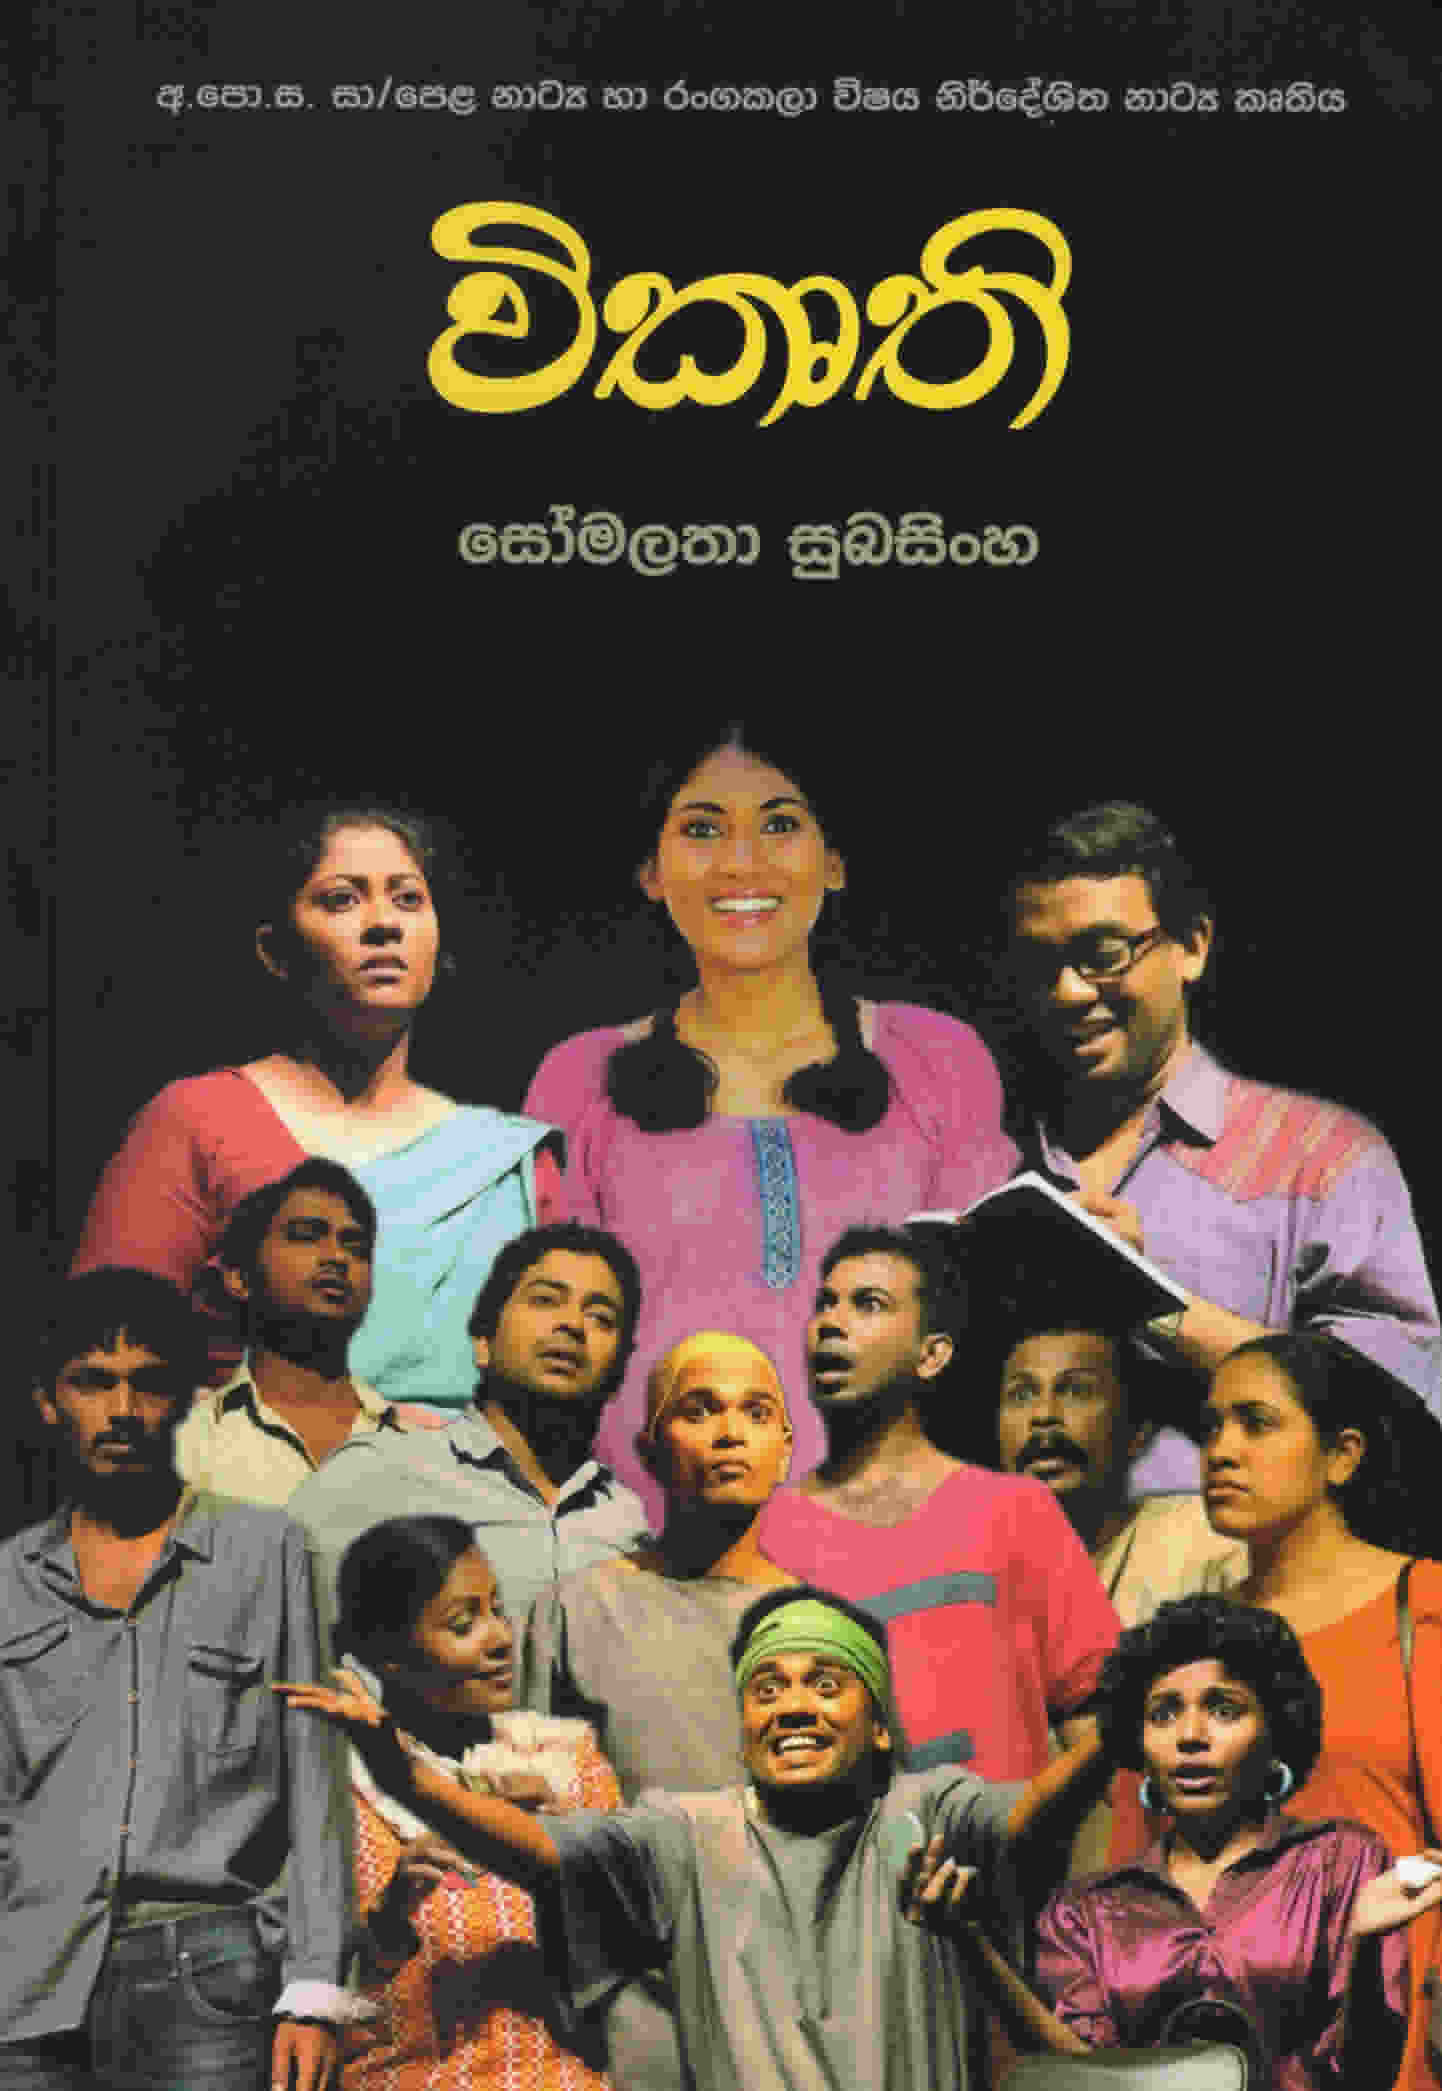 අ.පො.ස. සා/පෙළ නාට්‍ය හා රංගකලා විෂය නිර්දේශිත නාට්‍ය කෘතිය
විකෘති
සෝමලතා සුබසිංහ